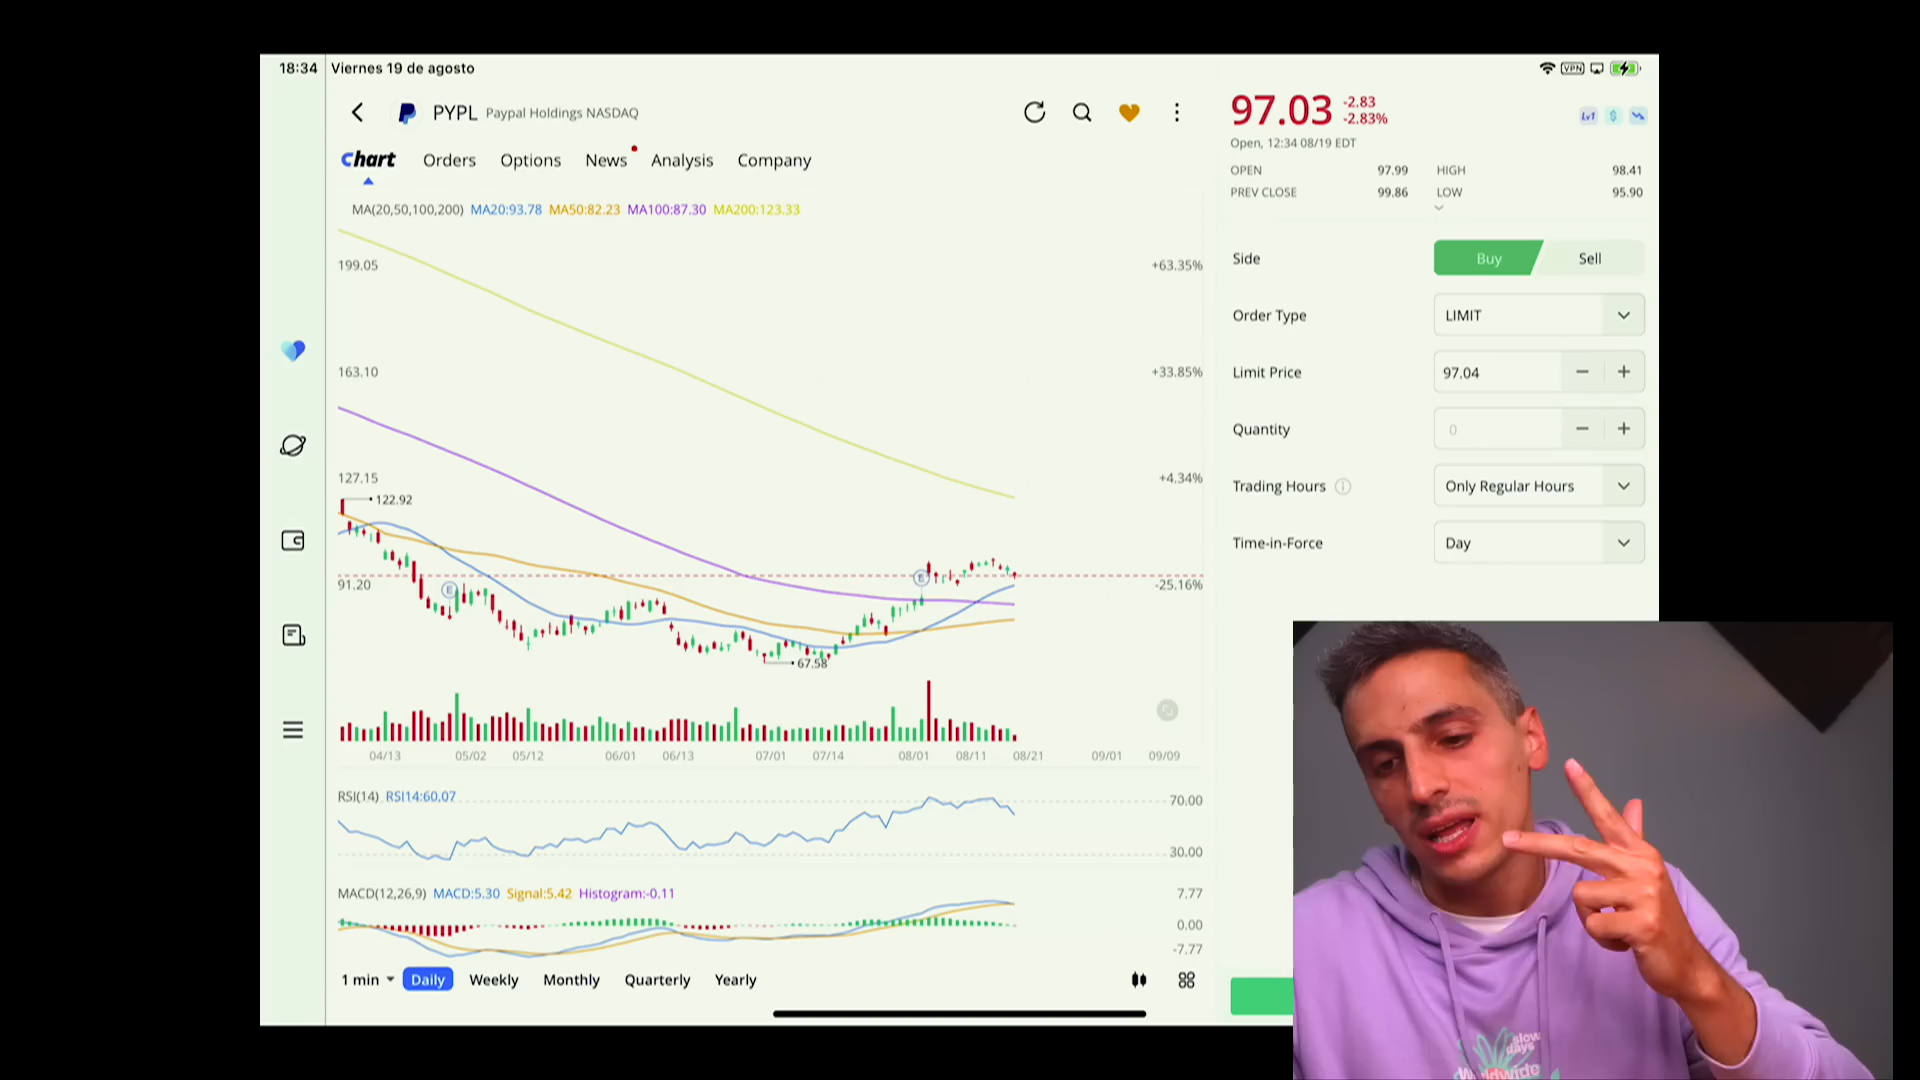 18:34 Viernes 19 de agosto
VPN
PYPL Paypal Holdings NASDAQ
Chart Orders Options News Analysis Company
MA(20,50,100,200) MA20:93.78 MA50:82.23 MA100:87.30 MA200:123.33
199.05 +63.35%
163.10 +33.85%
127.15 +4.34%
122.92
91.20 -25.16%
E
E
67.58
04/13 05/02 05/12 06/01 06/13 07/01 07/14 08/01 08/11 08/21 09/01 09/09
RSI(14) RSI14:60.07
70.00
30.00
MACD(12,26,9) MACD:5.30 Signal:5.42 Histogram:-0.11
7.77
0.00
-7.77
1 min Daily Weekly Monthly Quarterly Yearly
97.03 -2.83
-2.83%
Lv1 $
Open, 12:34 08/19 EDT
OPEN 97.99 HIGH 98.41
PREV CLOSE 99.86 LOW 95.90
Side Buy Sell
Order Type LIMIT
Limit Price 97.04 − +
Quantity 0 − +
Trading Hours Only Regular Hours
Time-in-Force Day
slow
days
Worldwide